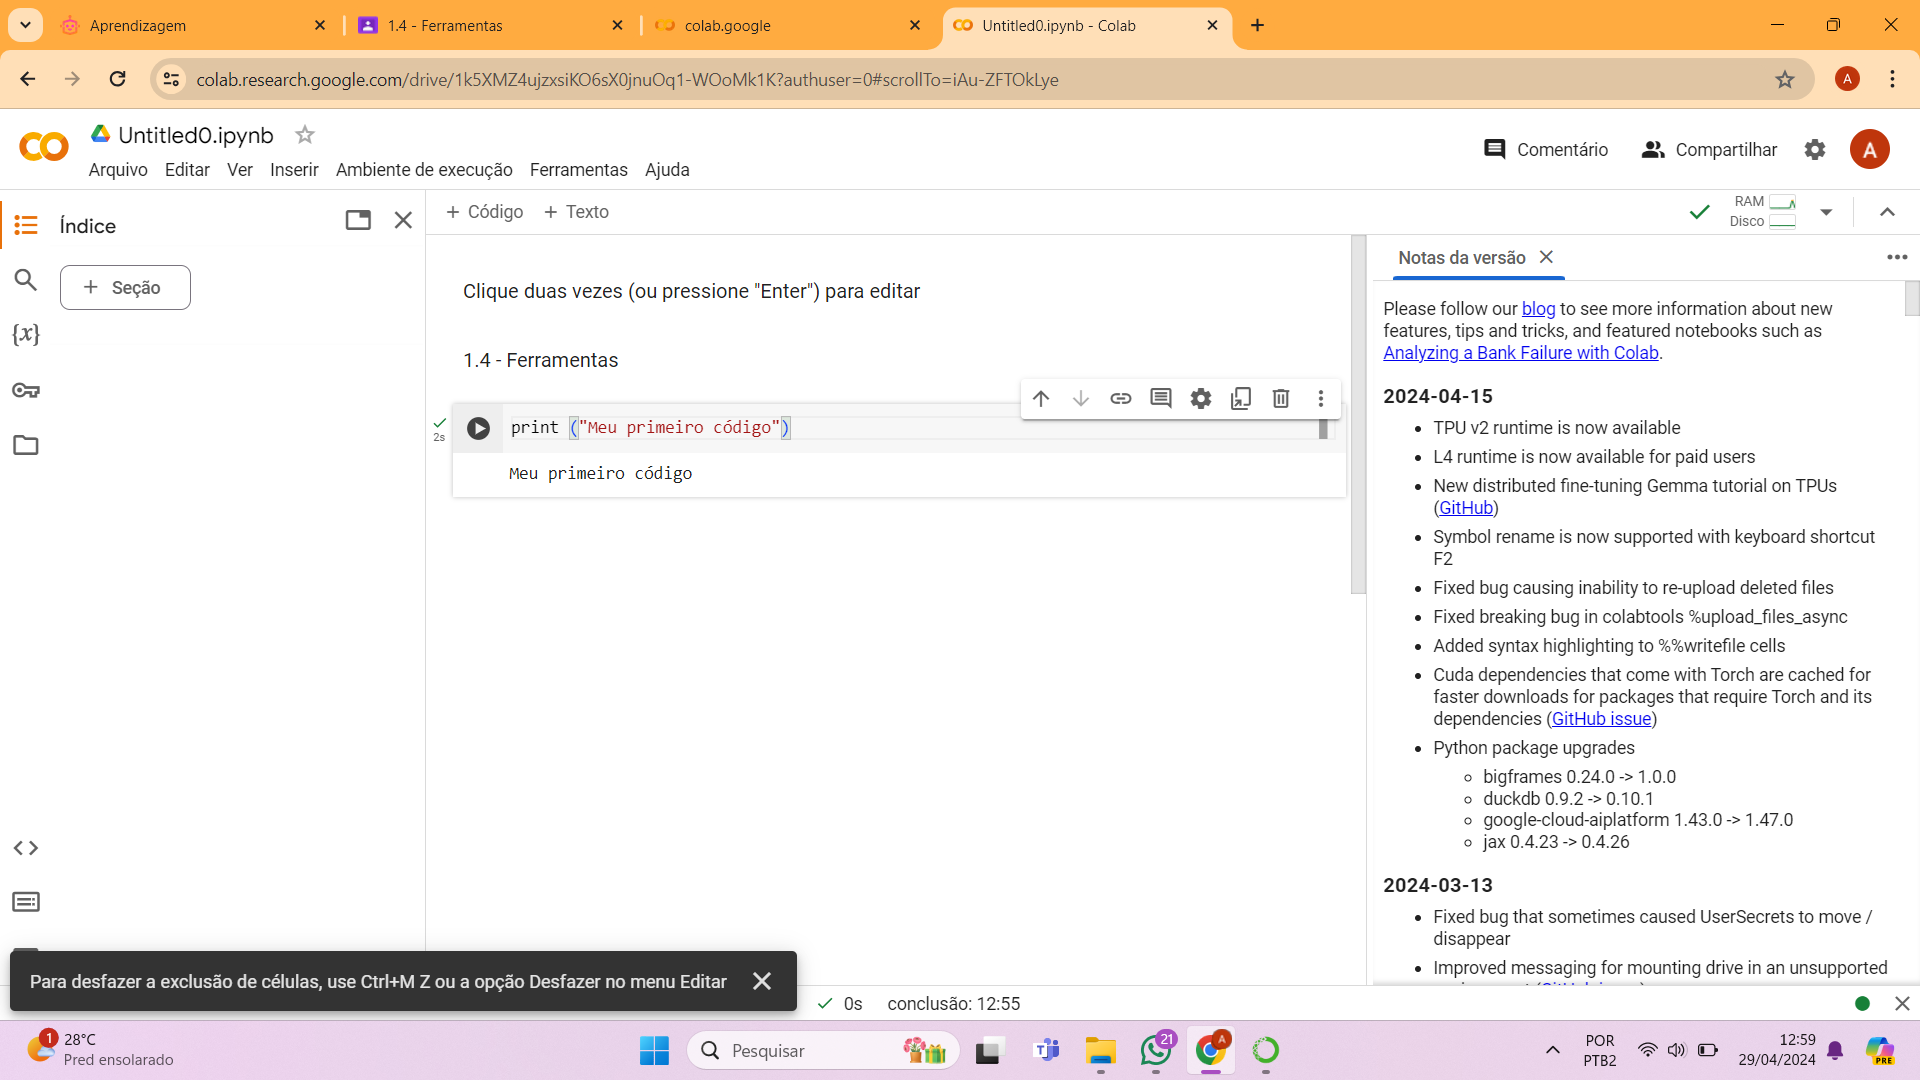 Aprendizagem
1.4 - Ferramentas
colab.google
Untitled0.ipynb - Colab
colab.research.google.com/drive/1k5XMZ4ujzxsiKO6sX0jnuOq1-WOoMk1K?authuser=0#scrollTo=iAu-ZFTOkLye
A
Untitled0.ipynb
Arquivo Editar Ver Inserir Ambiente de execução Ferramentas Ajuda
Comentário
Compartilhar
A
Índice
+ Seção
{x}
+ Código + Texto
RAM
Disco
Clique duas vezes (ou pressione "Enter") para editar
1.4 - Ferramentas
2s
print ("Meu primeiro código")
Meu primeiro código
Notas da versão
Please follow our blog to see more information about new
features, tips and tricks, and featured notebooks such as
Analyzing a Bank Failure with Colab.
2024-04-15
• TPU v2 runtime is now available
• L4 runtime is now available for paid users
• New distributed fine-tuning Gemma tutorial on TPUs
(GitHub)
• Symbol rename is now supported with keyboard shortcut
F2
• Fixed bug causing inability to re-upload deleted files
• Fixed breaking bug in colabtools %upload_files_async
• Added syntax highlighting to %%writefile cells
• Cuda dependencies that come with Torch are cached for
faster downloads for packages that require Torch and its
dependencies (GitHub issue)
• Python package upgrades
◦ bigframes 0.24.0 -> 1.0.0
◦ duckdb 0.9.2 -> 0.10.1
◦ google-cloud-aiplatform 1.43.0 -> 1.47.0
◦ jax 0.4.23 -> 0.4.26
2024-03-13
• Fixed bug that sometimes caused UserSecrets to move /
disappear
• Improved messaging for mounting drive in an unsupported
Para desfazer a exclusão de células, use Ctrl+M Z ou a opção Desfazer no menu Editar
0s conclusão: 12:55
1
28°C
Pred ensolarado
Pesquisar
21
A
POR
PTB2
12:59
29/04/2024
PRE